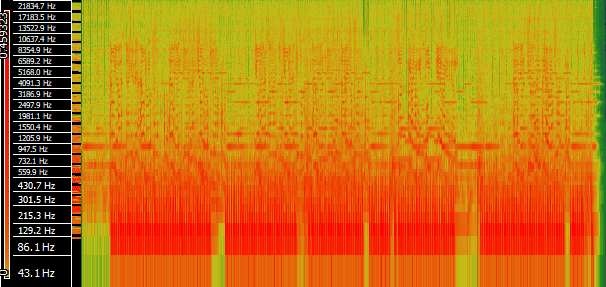 21834.7 Hz
17183.5 Hz
13522.9 Hz
10637.4 Hz
8354.9 Hz
6589.2 Hz
5168.0 Hz
4091.3 Hz
3186.9 Hz
2497.9 Hz
1981.1 Hz
1550.4 Hz
1205.9 Hz
947.5 Hz
732.1 Hz
559.9 Hz
430.7 Hz
301.5 Hz
215.3 Hz
129.2 Hz
86.1 Hz
43.1 Hz
0.459323
0